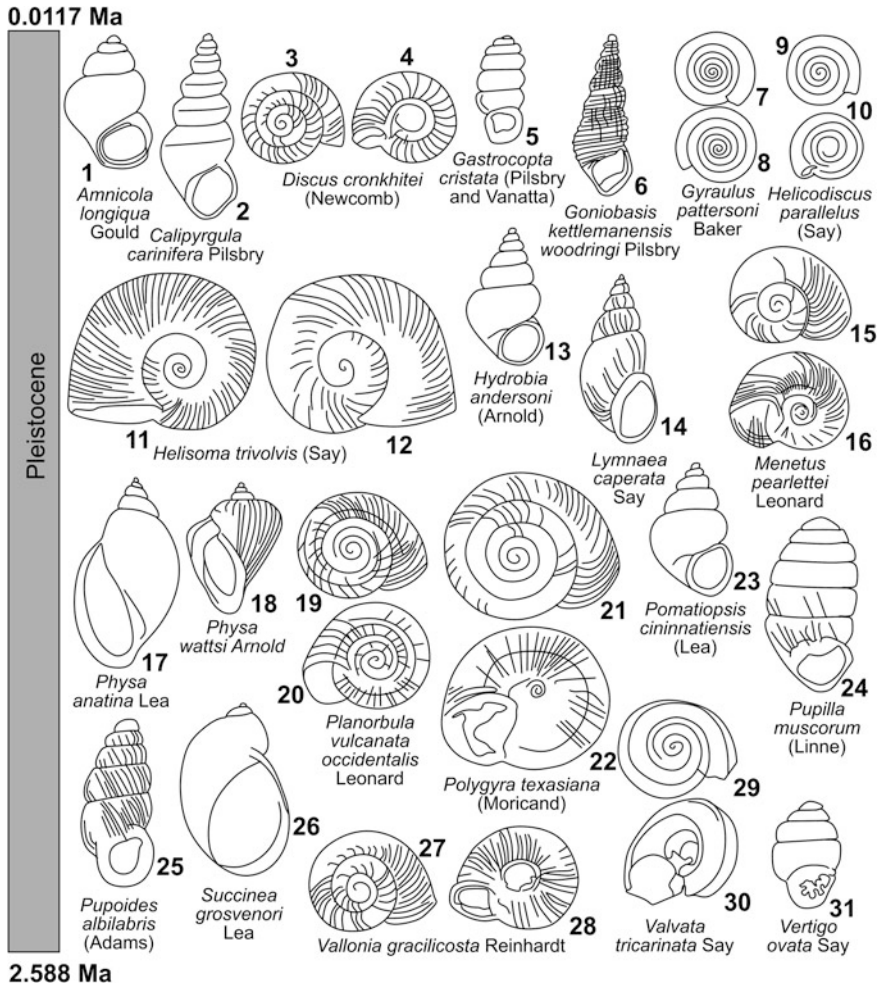 0.0117 Ma
Pleistocene
1
Amnicola
longiqua
Gould
2
Calipyrgula
carinifera Pilsbry
3
4
Discus cronkhitei
(Newcomb)
5
Gastrocopta
cristata (Pilsbry
and Vanatta)
6
Goniobasis
kettlemanensis
woodringi Pilsbry
7
8
Gyraulus
pattersoni
Baker
9
10
Helicodiscus
parallelus
(Say)
11
12
Helisoma trivolvis (Say)
13
Hydrobia
andersoni
(Arnold)
14
Lymnaea
caperata
Say
15
16
Menetus
pearlettei
Leonard
17
Physa
anatina Lea
18
Physa
wattsi Arnold
19
20
Planorbula
vulcanata
occidentalis
Leonard
21
22
Polygyra texasiana
(Moricand)
23
Pomatiopsis
cininnatiensis
(Lea)
24
Pupilla
muscorum
(Linne)
25
Pupoides
albilabris
(Adams)
26
Succinea
grosvenori
Lea
27
28
Vallonia gracilicosta Reinhardt
29
30
Valvata
tricarinata Say
31
Vertigo
ovata Say
2.588 Ma